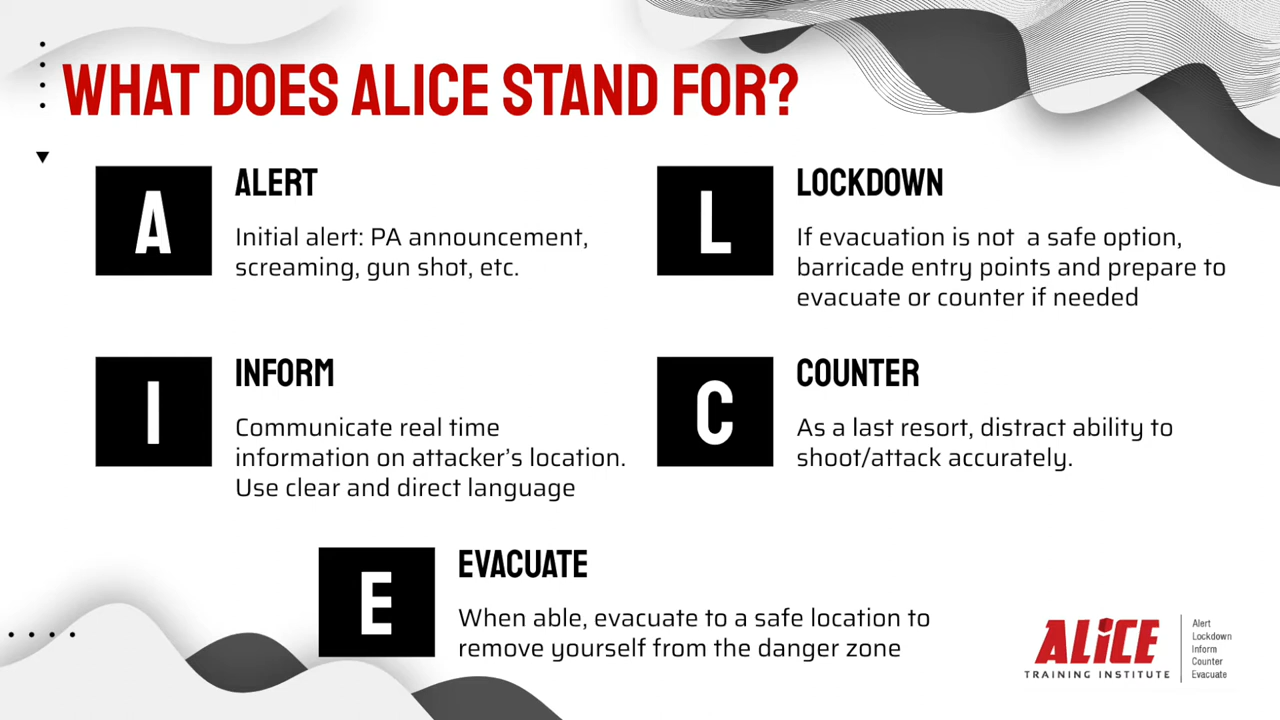 WHAT DOES ALICE STAND FOR?
A
ALERT
Initial alert: PA announcement,
screaming, gun shot, etc.
L
LOCKDOWN
If evacuation is not a safe option,
barricade entry points and prepare to
evacuate or counter if needed
I
INFORM
Communicate real time
information on attacker’s location.
Use clear and direct language
C
COUNTER
As a last resort, distract ability to
shoot/attack accurately.
E
EVACUATE
When able, evacuate to a safe location to
remove yourself from the danger zone
ALiCE
TRAINING INSTITUTE
Alert
Lockdown
Inform
Counter
Evacuate